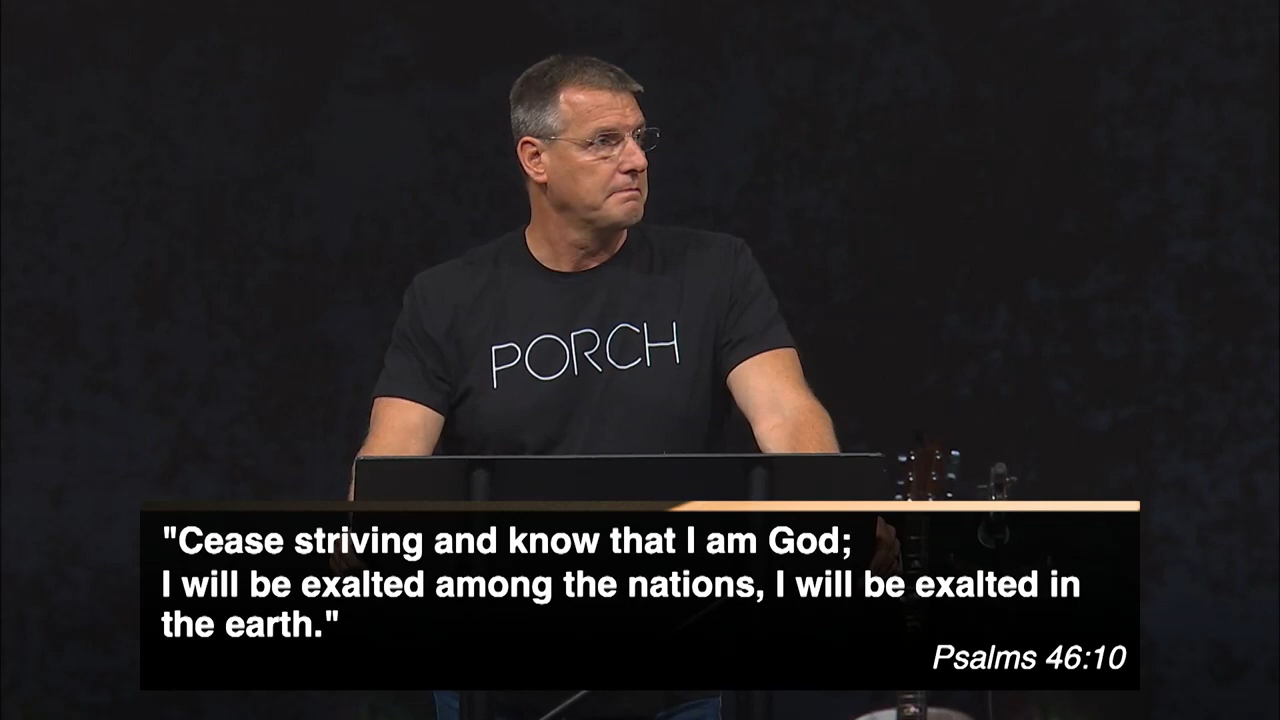 PORCH
"Cease striving and know that I am God;
I will be exalted among the nations, I will be exalted in
the earth."
Psalms 46:10